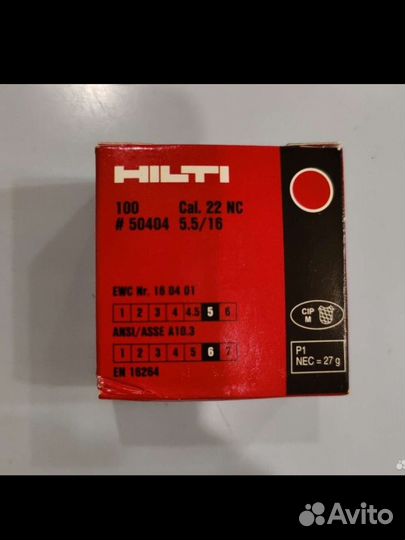 HILTI
100 Cal. 22 NC
# 50404 5.5/16
EWC Nr. 16 04 01
1 2 3 4 4.5 5 6
ANSI/ASSE A10.3
1 2 3 4 5 6 7
EN 16264
CIP
M
P1
NEC = 27 g
Avito